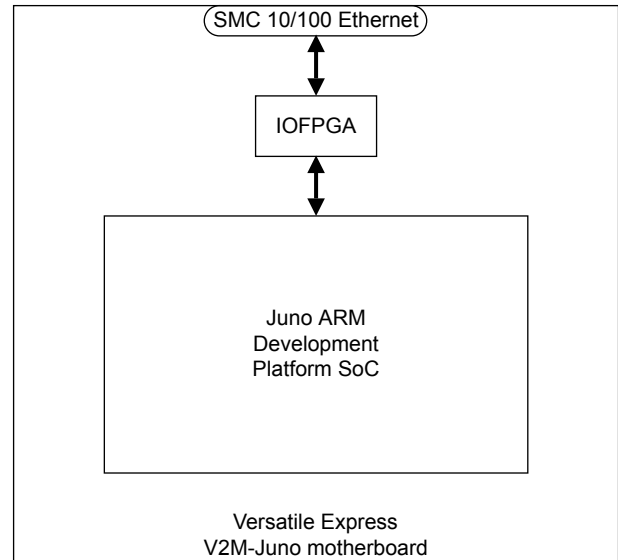 SMC 10/100 Ethernet
IOFPGA
Juno ARM
Development
Platform SoC
Versatile Express
V2M-Juno motherboard